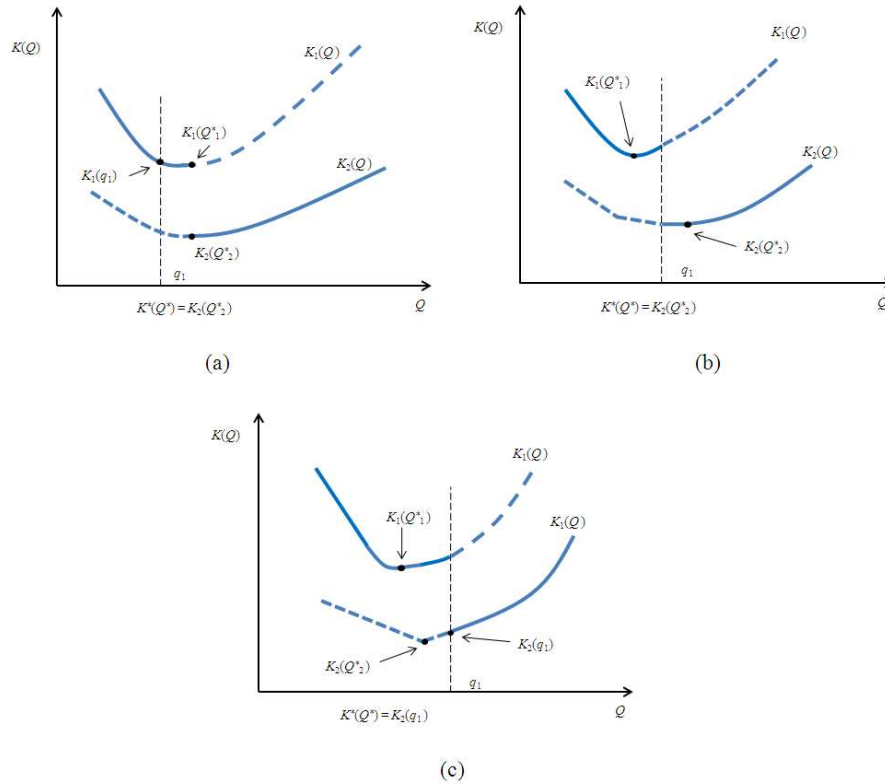 K(Q)
K₁(Q)
K₁(Q*₁)
K₁(q₁)
K₂(Q)
K₂(Q*₂)
q₁
Q
K*(Q*) = K₂(Q*₂)
(a)
K(Q)
K₁(Q)
K₁(Q*₁)
K₂(Q)
K₂(Q*₂)
q₁
Q
K*(Q*) = K₂(Q*₂)
(b)
K(Q)
K₁(Q)
K₁(Q*₁)
K₁(Q)
K₂(q₁)
K₂(Q*₂)
q₁
K*(Q*) = K₂(q₁)
Q
(c)